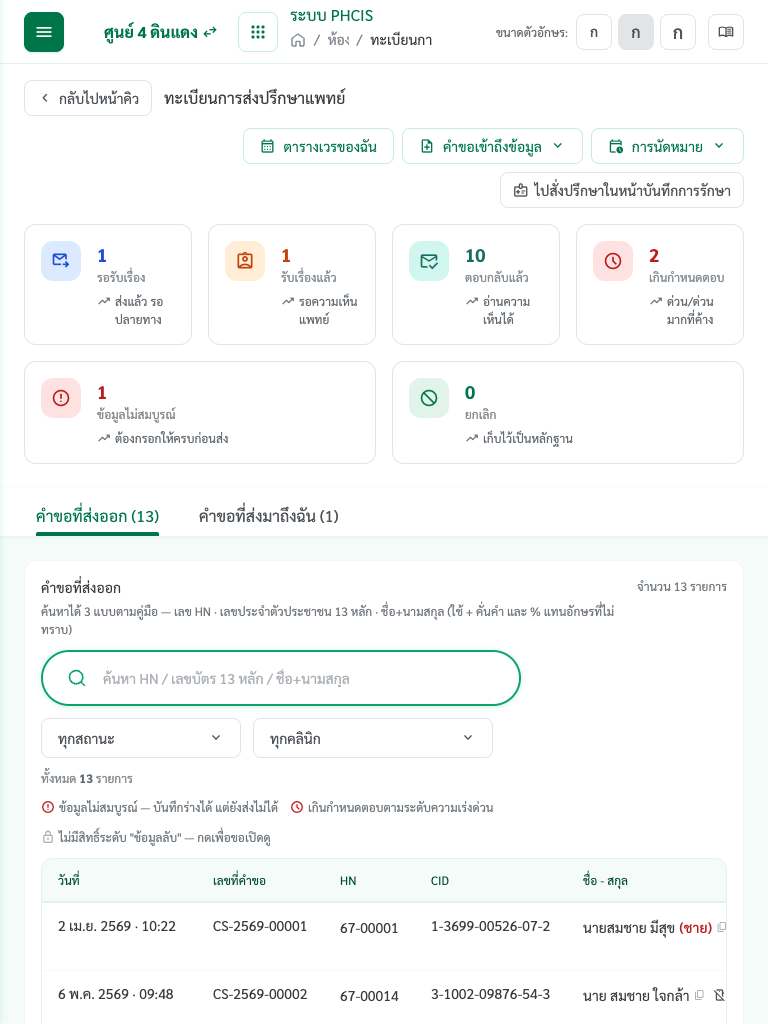 ศูนย์ 4 ดินแดง
ระบบ PHCIS
/ ห้อง / ทะเบียนกา
ขนาดตัวอักษร: ก ก ก
กลับไปหน้าคิว ทะเบียนการส่งปรึกษาแพทย์
ตารางเวรของฉัน คำขอเข้าถึงข้อมูล การนัดหมาย
ไปสั่งปรึกษาในหน้าบันทึกการรักษา
1
รอรับเรื่อง
ส่งแล้ว รอ
ปลายทาง
1
รับเรื่องแล้ว
รอความเห็น
แพทย์
10
ตอบกลับแล้ว
อ่านความ
เห็นได้
2
เกินกำหนดตอบ
ด่วน/ด่วน
มากที่ค้าง
1
ข้อมูลไม่สมบูรณ์
ต้องกรอกให้ครบก่อนส่ง
0
ยกเลิก
เก็บไว้เป็นหลักฐาน
คำขอที่ส่งออก (13) คำขอที่ส่งมาถึงฉัน (1)
คำขอที่ส่งออก
จำนวน 13 รายการ
ค้นหาได้ 3 แบบตามคู่มือ — เลข HN · เลขประจำตัวประชาชน 13 หลัก · ชื่อ+นามสกุล (ใช้ + คั่นคำ และ % แทนอักษรที่ไม่
ทราบ)
ค้นหา HN / เลขบัตร 13 หลัก / ชื่อ+นามสกุล
ทุกสถานะ ทุกคลินิก
ทั้งหมด 13 รายการ
ข้อมูลไม่สมบูรณ์ — บันทึกร่างได้ แต่ยังส่งไม่ได้ เกินกำหนดตอบตามระดับความเร่งด่วน
ไม่มีสิทธิ์ระดับ "ข้อมูลลับ" — กดเพื่อขอเปิดดู
วันที่ เลขที่คำขอ HN CID ชื่อ - สกุล
2 เม.ย. 2569 · 10:22 CS-2569-00001 67-00001 1-3699-00526-07-2 นายสมชาย มีสุข (ชาย)
6 พ.ค. 2569 · 09:48 CS-2569-00002 67-00014 3-1002-09876-54-3 นาย สมชาย ใจกล้า